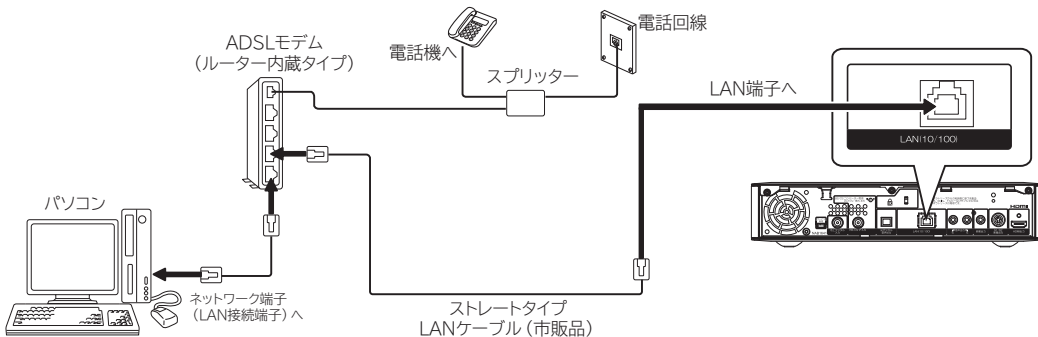 電話回線
電話機へ
ADSLモデム
（ルーター内蔵タイプ）
スプリッター
LAN端子へ
LAN(10/100)
パソコン
HDMI
ネットワーク端子
（LAN接続端子）へ
ストレートタイプ
LANケーブル（市販品）